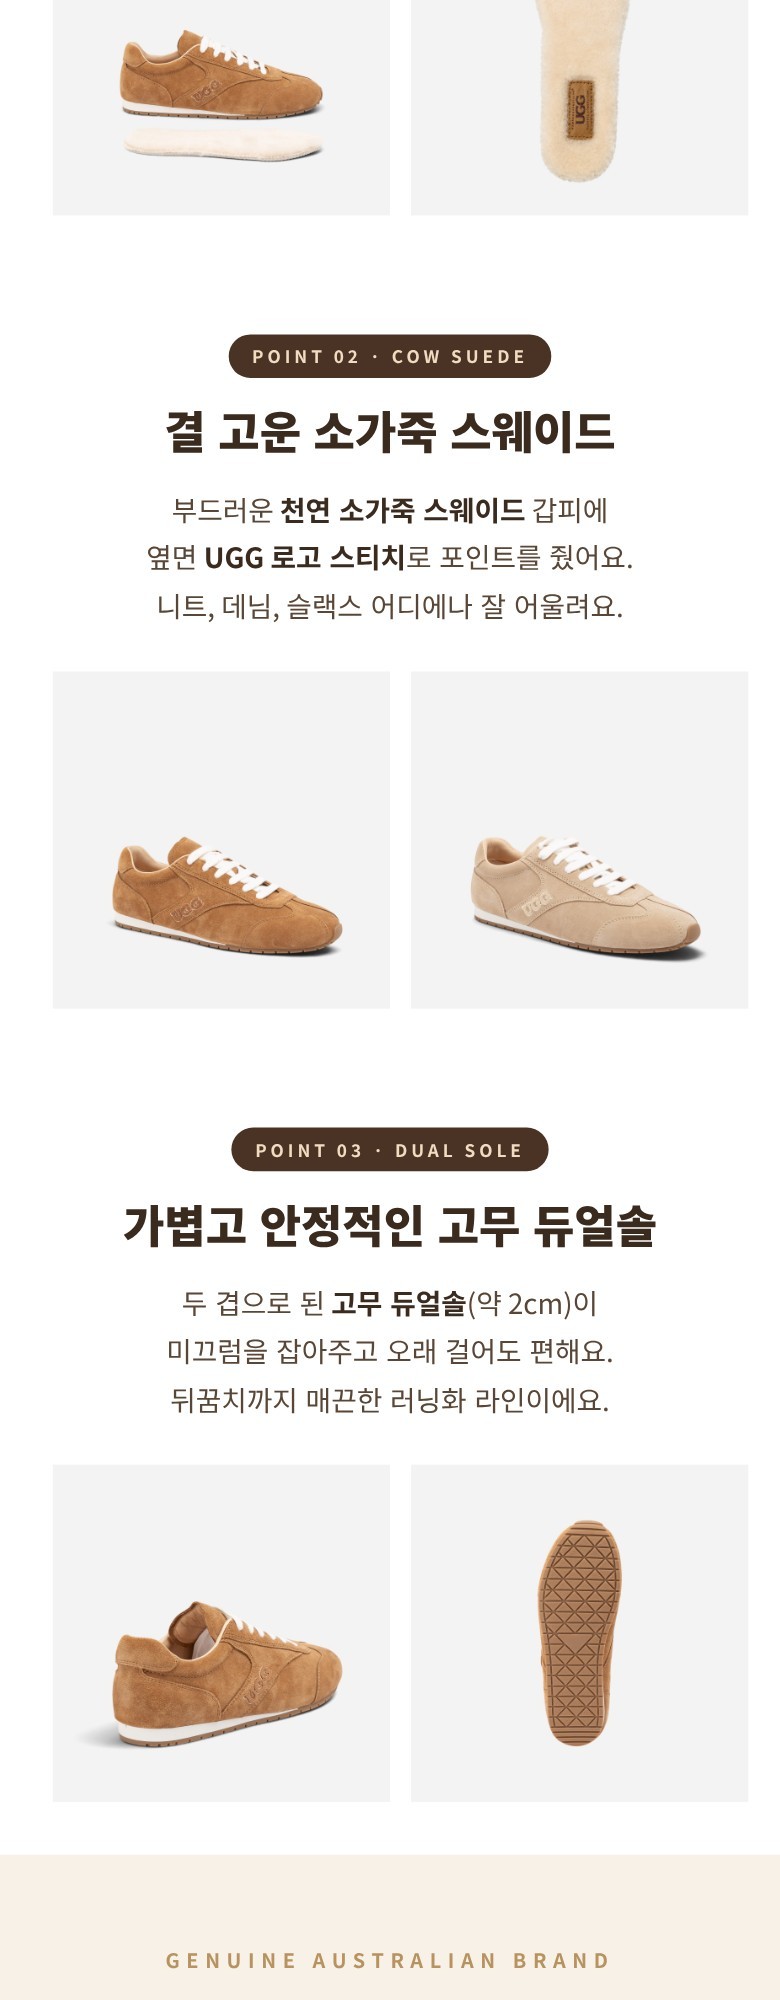 UGG
UGG
POINT 02 · COW SUEDE
결 고운 소가죽 스웨이드
부드러운 천연 소가죽 스웨이드 갑피에
옆면 UGG 로고 스티치로 포인트를 줬어요.
니트, 데님, 슬랙스 어디에나 잘 어울려요.
UGG
UGG
POINT 03 · DUAL SOLE
가볍고 안정적인 고무 듀얼솔
두 겹으로 된 고무 듀얼솔(약 2cm)이
미끄럼을 잡아주고 오래 걸어도 편해요.
뒤꿈치까지 매끈한 러닝화 라인이에요.
UGG
GENUINE AUSTRALIAN BRAND